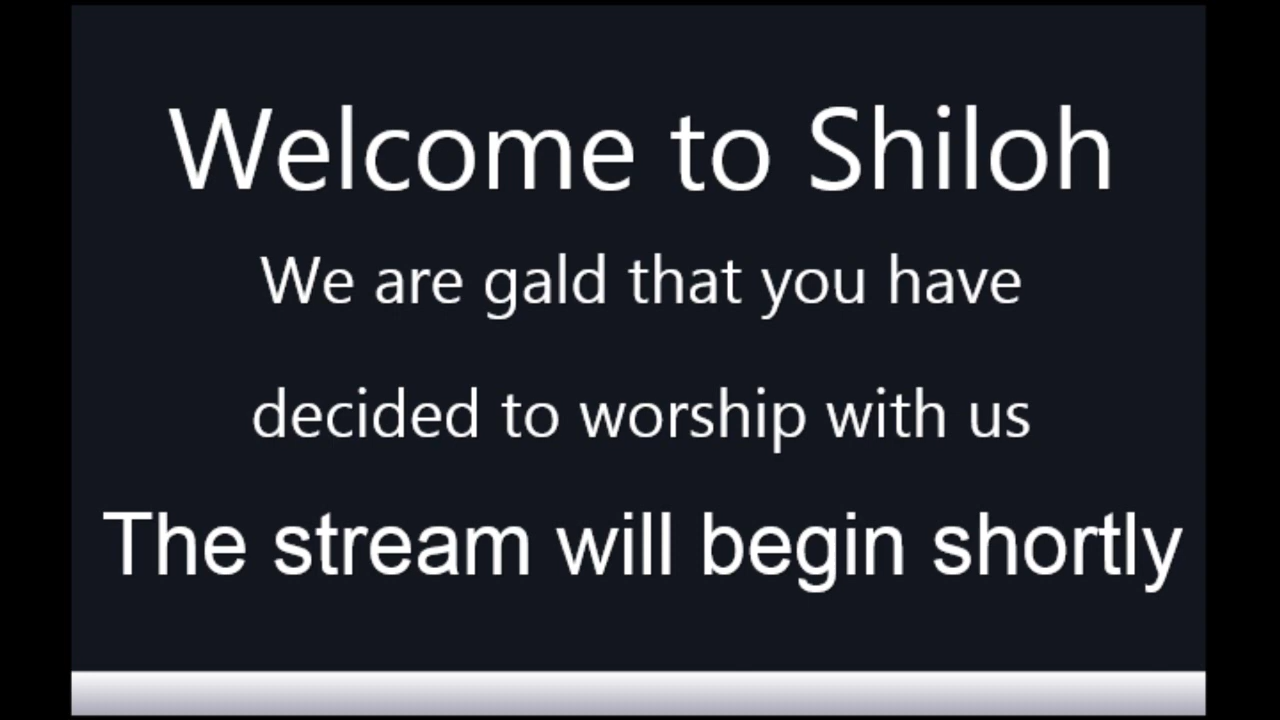 Welcome to Shiloh
We are gald that you have
decided to worship with us
The stream will begin shortly